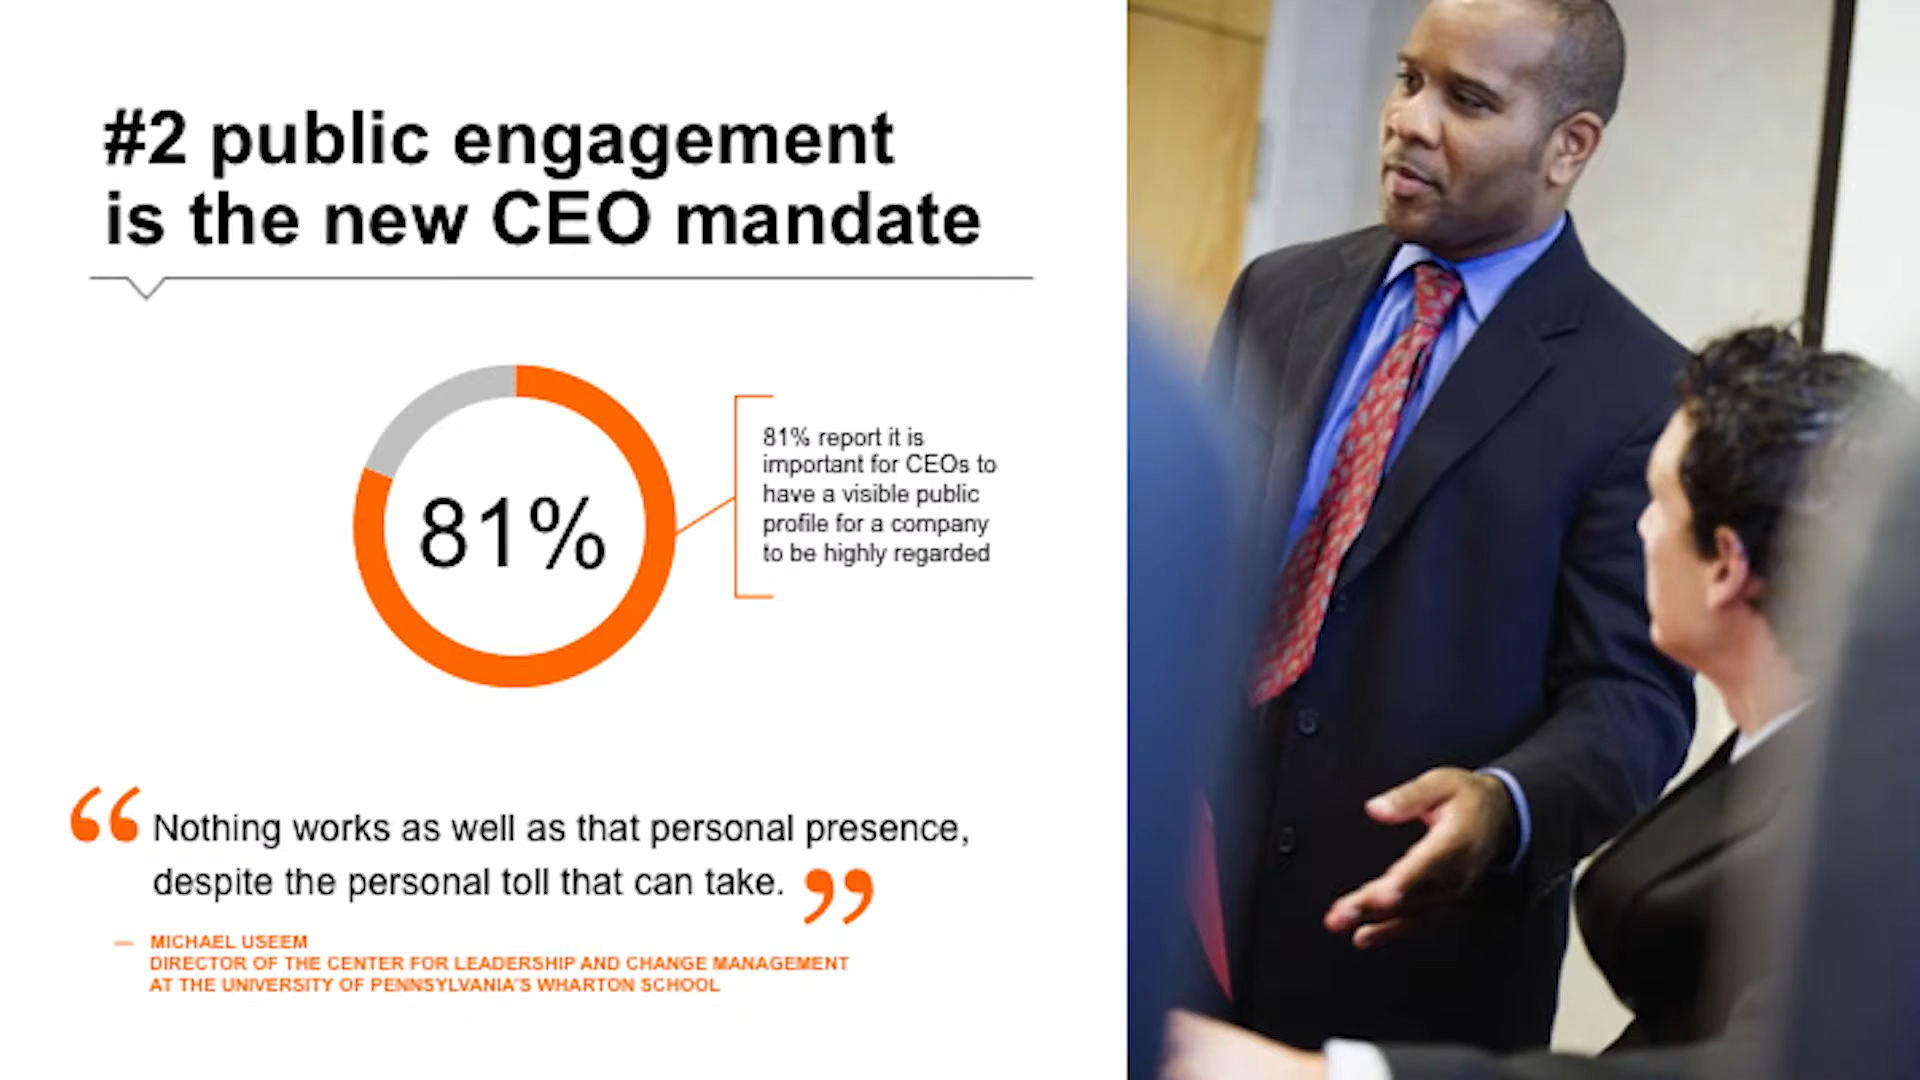 #2 public engagement
is the new CEO mandate
81%
81% report it is
important for CEOs to
have a visible public
profile for a company
to be highly regarded
“ Nothing works as well as that personal presence,
despite the personal toll that can take. ”
— MICHAEL USEEM
DIRECTOR OF THE CENTER FOR LEADERSHIP AND CHANGE MANAGEMENT
AT THE UNIVERSITY OF PENNSYLVANIA'S WHARTON SCHOOL